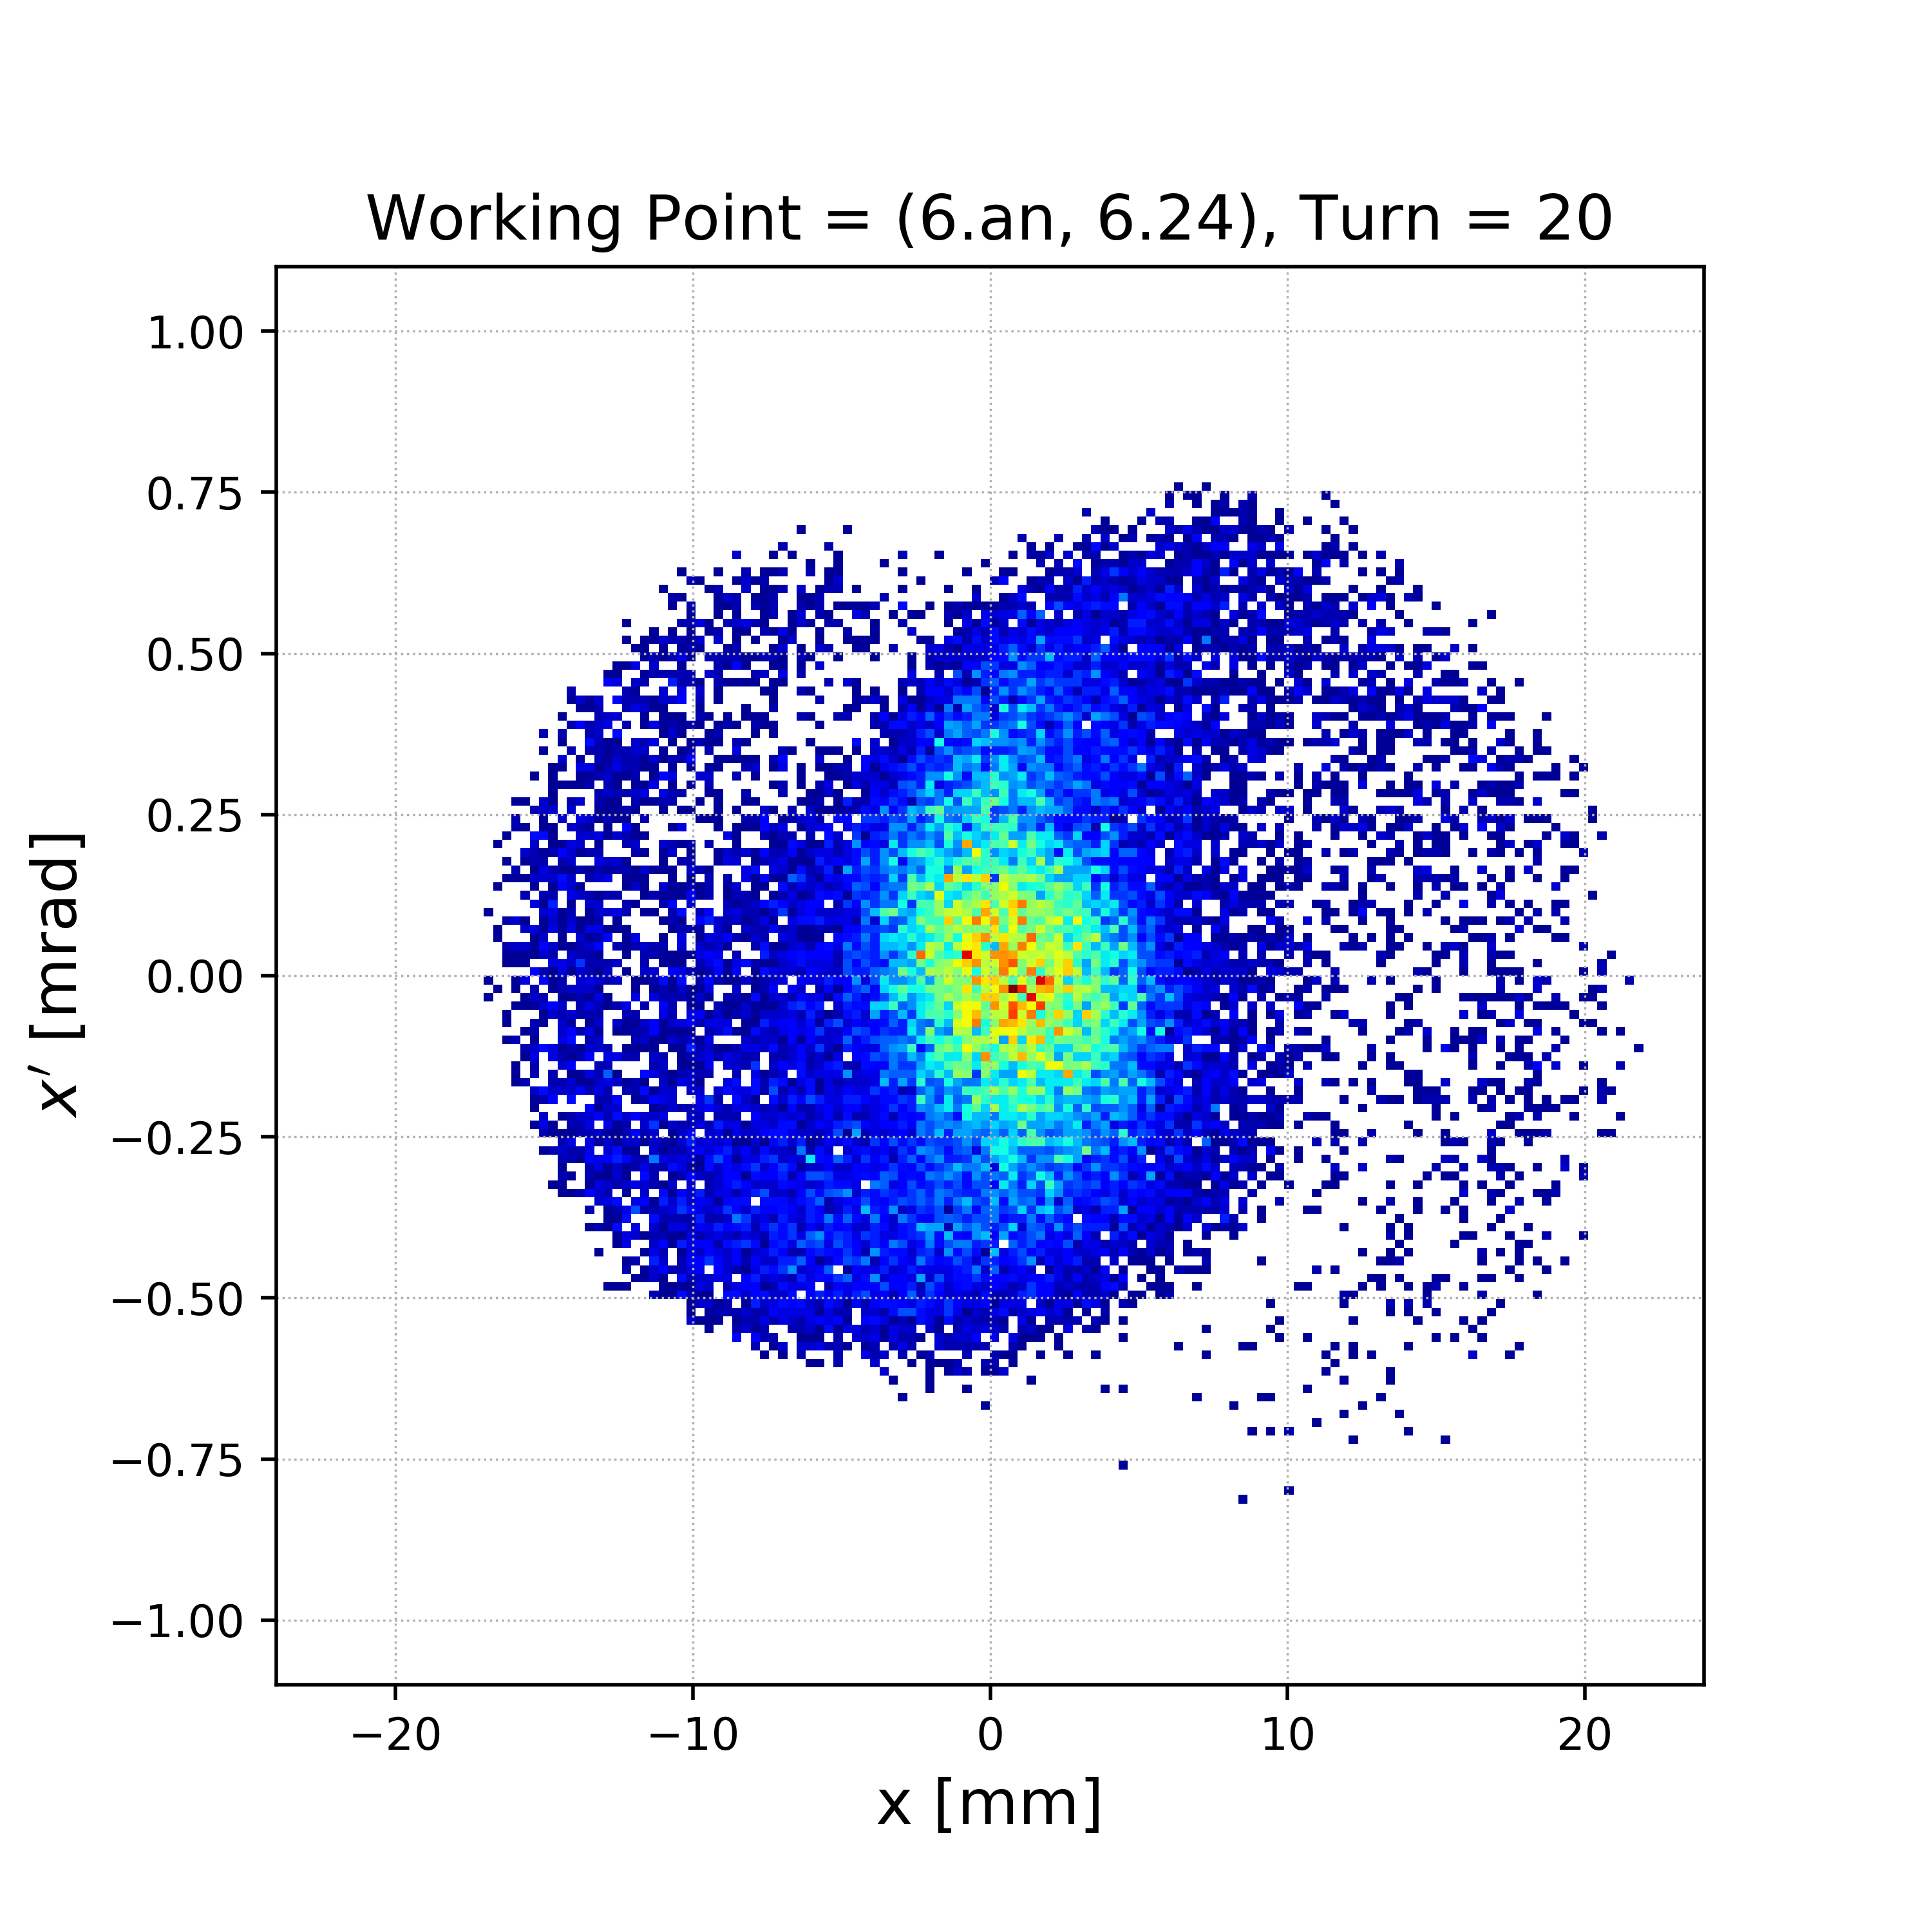 Working Point = (6.an, 6.24), Turn = 20
1.00
0.75
0.50
0.25
0.00
−0.25
−0.50
−0.75
−1.00
x′ [mrad]
−20 −10 0 10 20
x [mm]